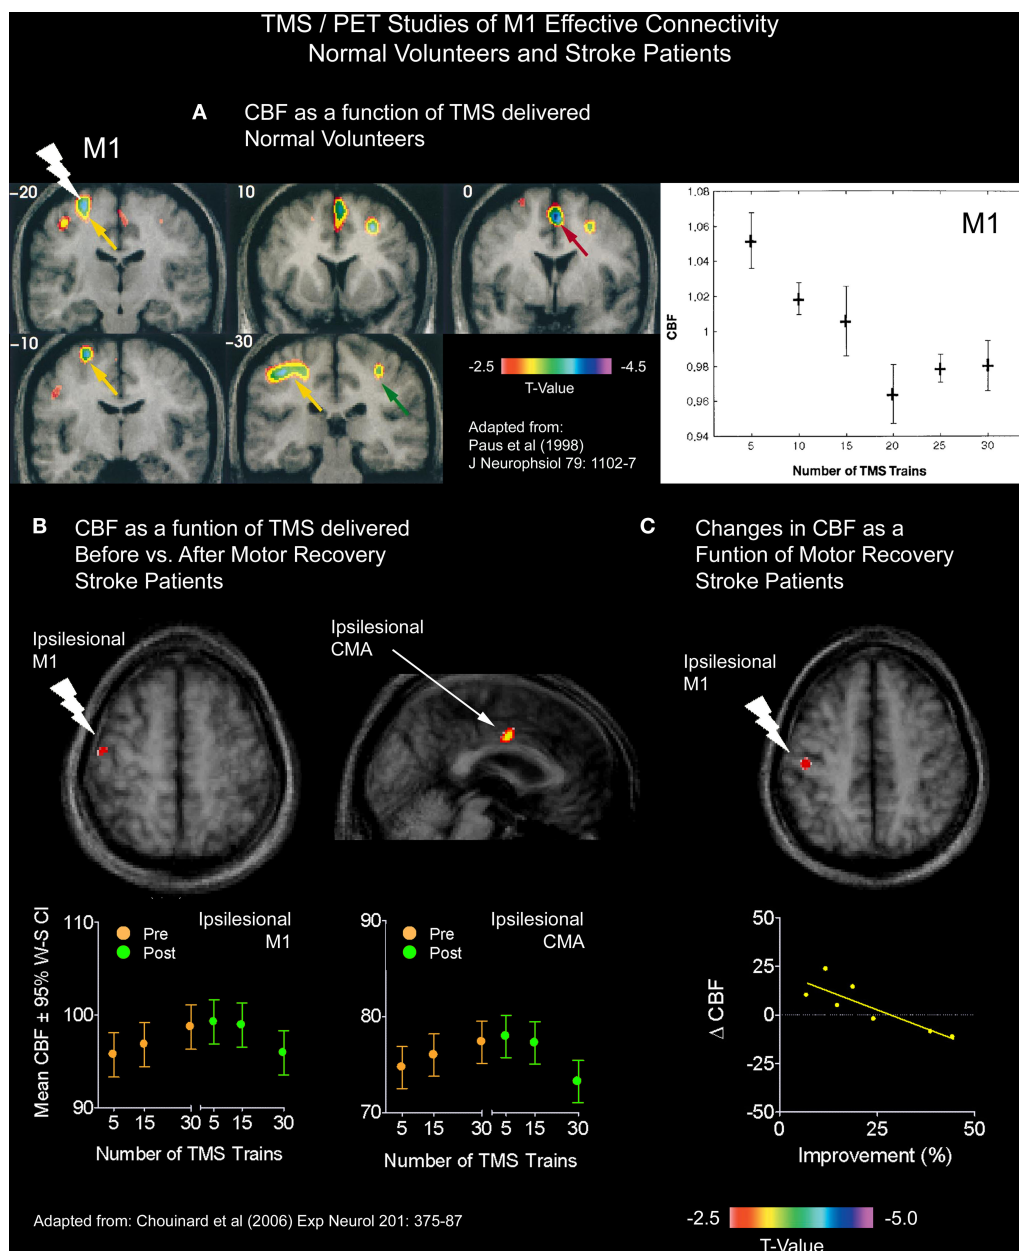 TMS / PET Studies of M1 Effective Connectivity
Normal Volunteers and Stroke Patients
A CBF as a function of TMS delivered
Normal Volunteers
M1
-20
10
0
-10
-30
-2.5 -4.5
T-Value
Adapted from:
Paus et al (1998)
J Neurophsiol 79: 1102-7
M1
CBF
1,08
1,06
1,04
1,02
1
0,98
0,96
0,94
5 10 15 20 25 30
Number of TMS Trains
B CBF as a funtion of TMS delivered
Before vs. After Motor Recovery
Stroke Patients
Ipsilesional
M1
Ipsilesional
CMA
C Changes in CBF as a
Funtion of Motor Recovery
Stroke Patients
Ipsilesional
M1
Mean CBF ± 95% W-S CI
110
100
90
Pre
Post
Ipsilesional
M1
5 15 30 5 15 30
Number of TMS Trains
90
80
70
Pre
Post
Ipsilesional
CMA
5 15 30 5 15 30
Number of TMS Trains
Δ CBF
50
25
0
-25
-50
0 25 50
Improvement (%)
Adapted from: Chouinard et al (2006) Exp Neurol 201: 375-87
-2.5 -5.0
T-Value